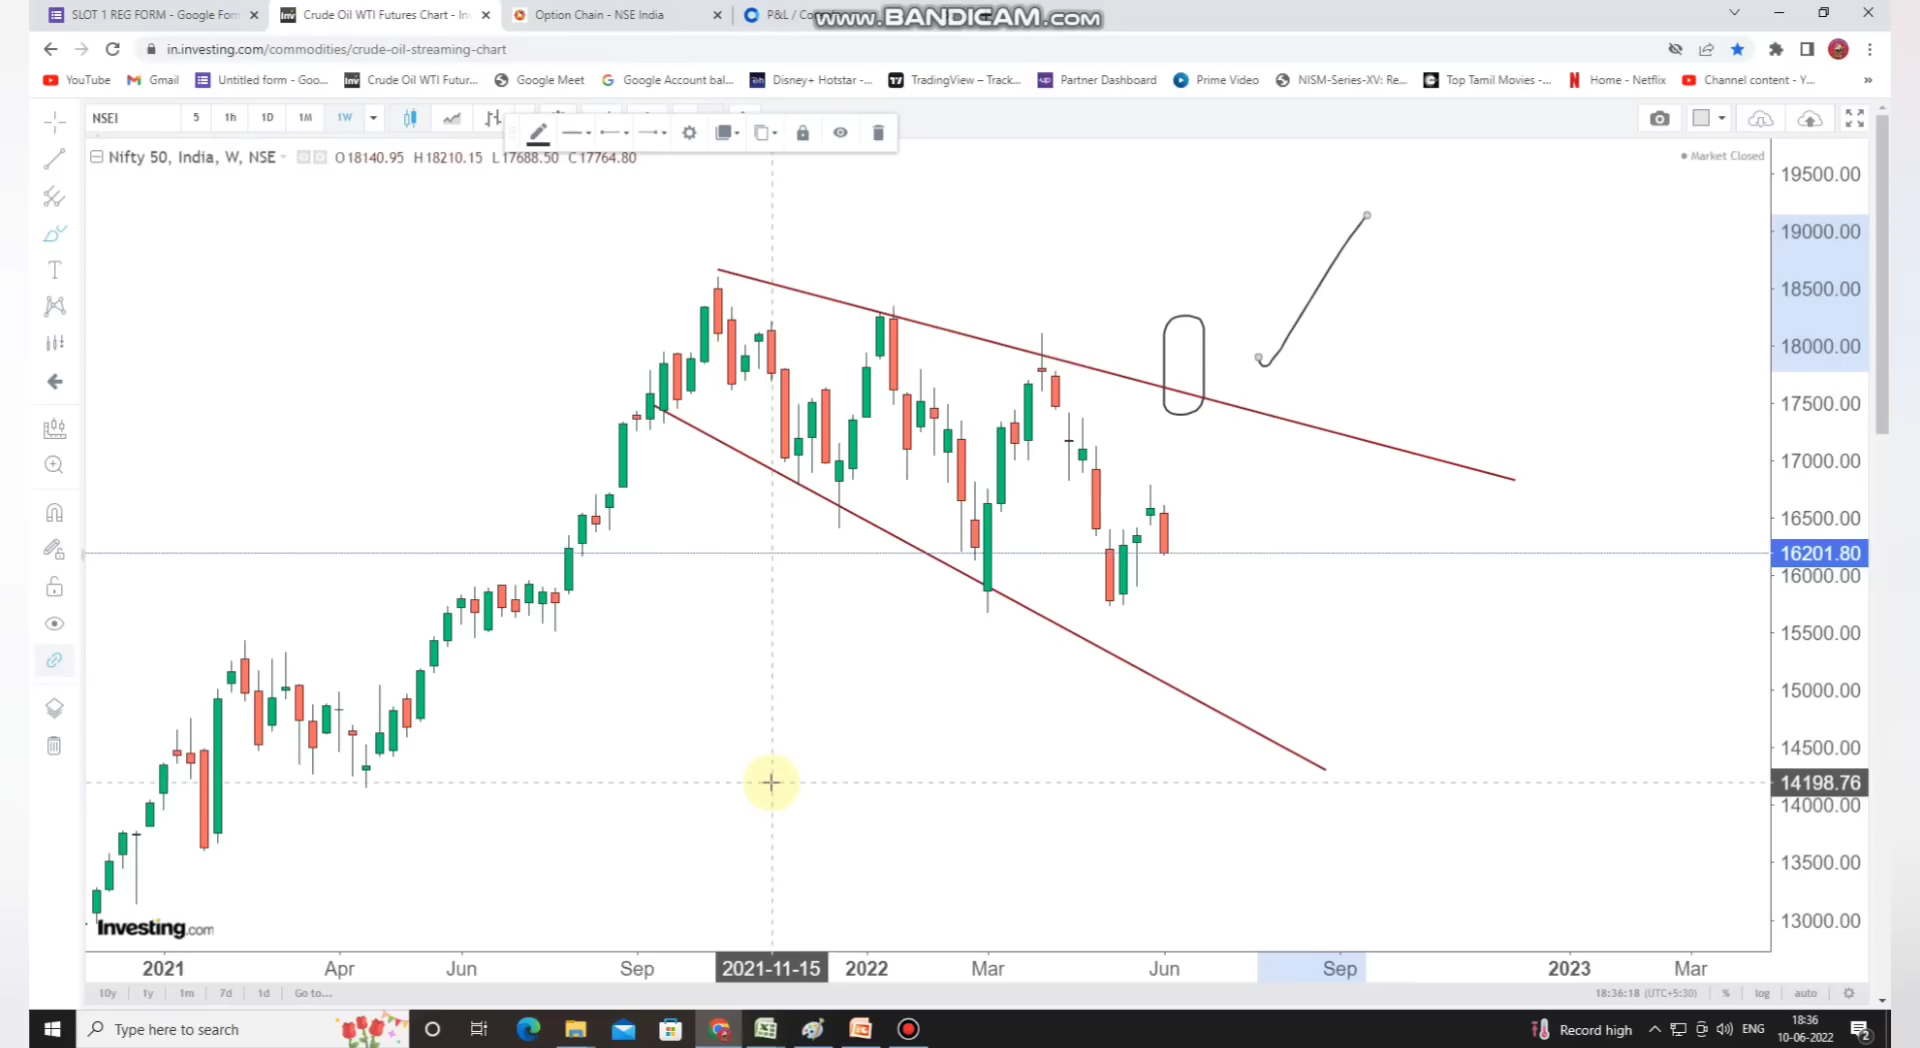 SLOT 1 REG FORM - Google Form
Crude Oil WTI Futures Chart - Inv
Option Chain - NSE India
P&L / Co
www.BANDICAM.com
in.investing.com/commodities/crude-oil-streaming-chart
YouTube
Gmail
Untitled form - Goo...
Crude Oil WTI Futur...
Google Meet
Google Account bal...
Disney+ Hotstar -...
TradingView – Track...
Partner Dashboard
Prime Video
NISM-Series-XV: Re...
Top Tamil Movies -...
Home - Netflix
Channel content - Y...
NSEI
5
1h
1D
1M
1W
Nifty 50, India, W, NSE
O18140.95 H18210.15 L17688.50 C17764.80
Market Closed
19500.00
19000.00
18500.00
18000.00
17500.00
17000.00
16500.00
16201.80
16000.00
15500.00
15000.00
14500.00
14198.76
14000.00
13500.00
13000.00
Investing.com
2021
Apr
Jun
Sep
2021-11-15
2022
Mar
Jun
Sep
2023
Mar
10y
1y
1m
7d
1d
Go to...
18:36:18 (UTC+5:30)
%
log
auto
Type here to search
Record high
ENG
18:36
10-06-2022
2